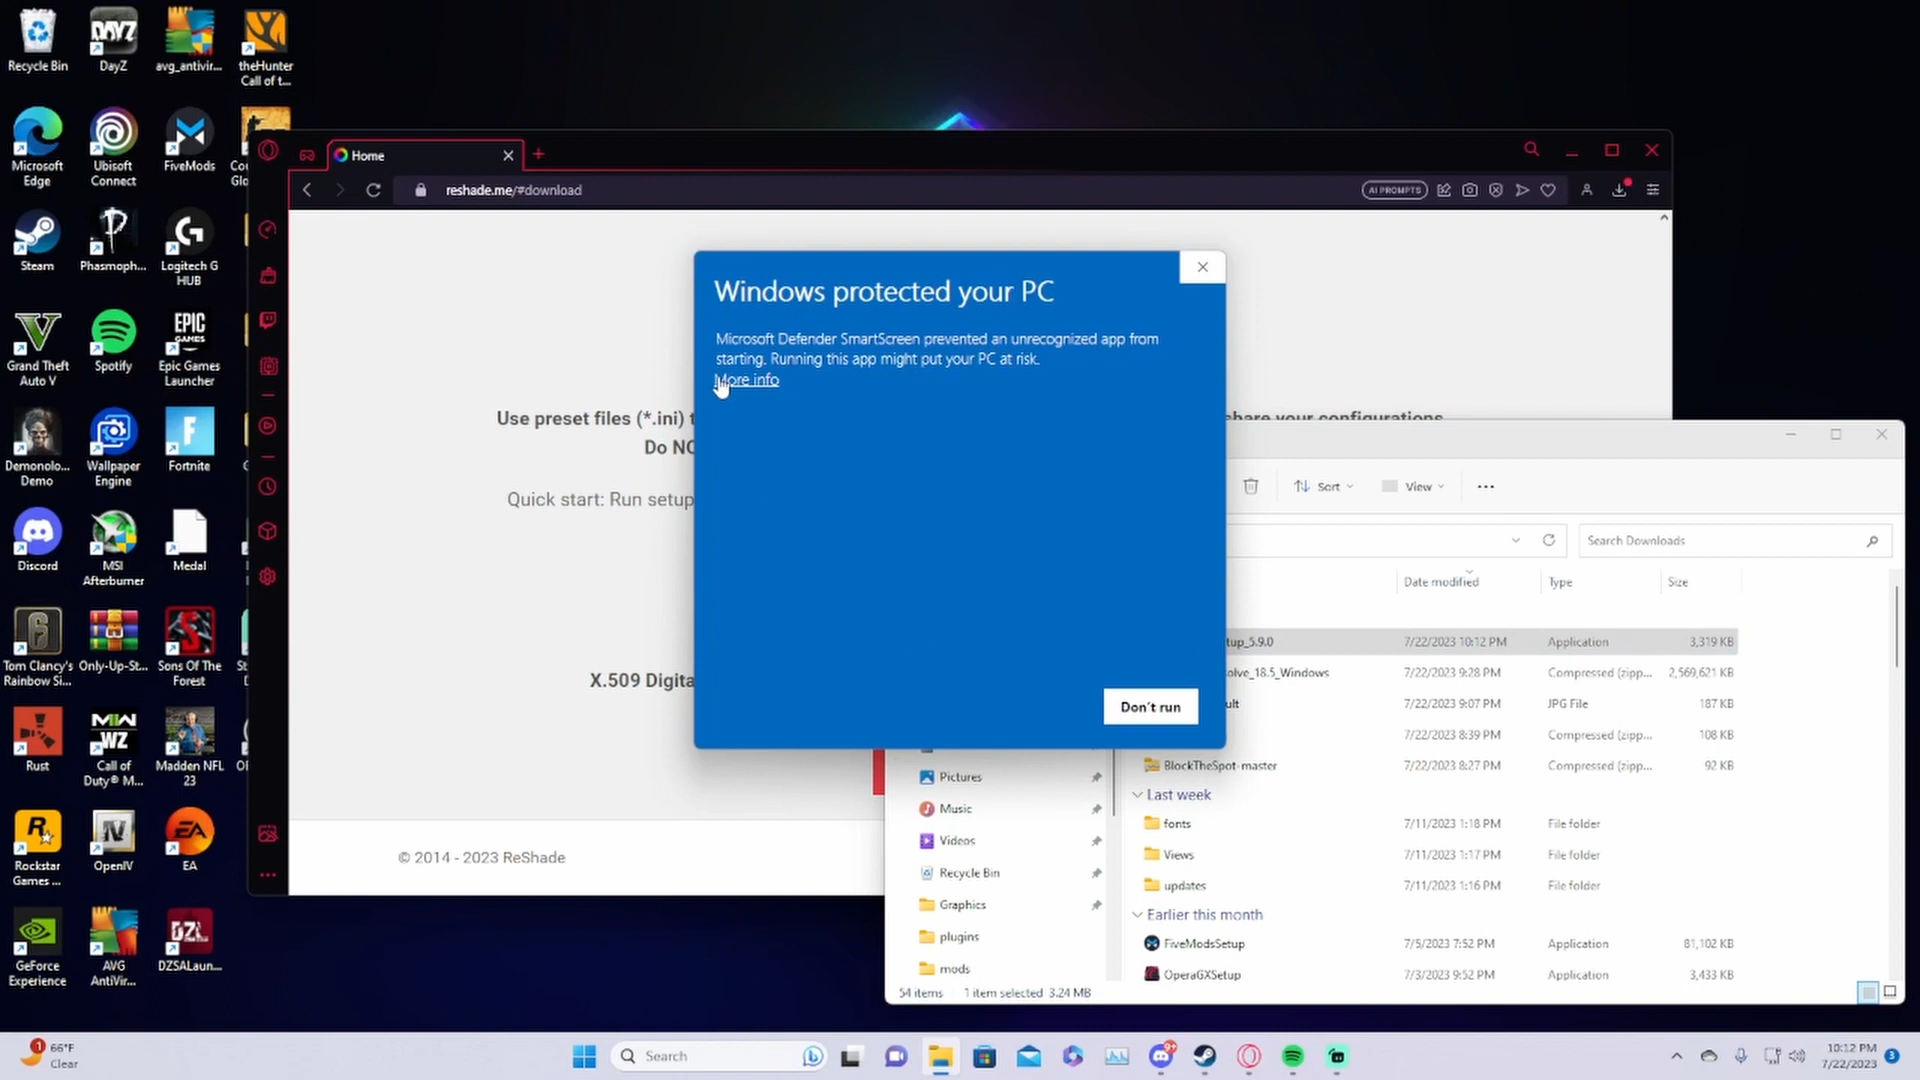 Recycle Bin
DayZ
avg_antivir...
theHunter
Call of t...
Microsoft
Edge
Ubisoft
Connect
FiveMods
Steam
Phasmoph...
Logitech G
HUB
Grand Theft
Auto V
Spotify
Epic Games
Launcher
Demonolo...
Demo
Wallpaper
Engine
Fortnite
Discord
MSI
Afterburner
Medal
Tom Clancy's
Rainbow Si...
Only-Up-St...
Sons Of The
Forest
Rust
Call of
Duty® M...
Madden NFL
23
Rockstar
Games ...
OpenIV
EA
GeForce
Experience
AVG
AntiVir...
DZSALaun...
Home
reshade.me/#download
AI PROMPTS
Windows protected your PC
Microsoft Defender SmartScreen prevented an unrecognized app from
starting. Running this app might put your PC at risk.
More info
Don't run
Use preset files (*.ini) t
share your configurations
Do NO
Quick start: Run setup
X.509 Digita
© 2014 - 2023 ReShade
Sort
View
Search Downloads
Date modified Type Size
tup_5.9.0 7/22/2023 10:12 PM Application 3,319 KB
olve_18.5_Windows 7/22/2023 9:28 PM Compressed (zipp... 2,569,621 KB
ult 7/22/2023 9:07 PM JPG File 187 KB
7/22/2023 8:39 PM Compressed (zipp... 108 KB
BlockTheSpot-master 7/22/2023 8:27 PM Compressed (zipp... 92 KB
Last week
fonts 7/11/2023 1:18 PM File folder
Views 7/11/2023 1:17 PM File folder
updates 7/11/2023 1:16 PM File folder
Earlier this month
FiveModsSetup 7/5/2023 7:52 PM Application 81,102 KB
OperaGXSetup 7/3/2023 9:52 PM Application 3,433 KB
Pictures
Music
Videos
Recycle Bin
Graphics
plugins
mods
54 items 1 item selected 3.24 MB
1
66°F
Clear
Search
9+
10:12 PM
7/22/2023
3